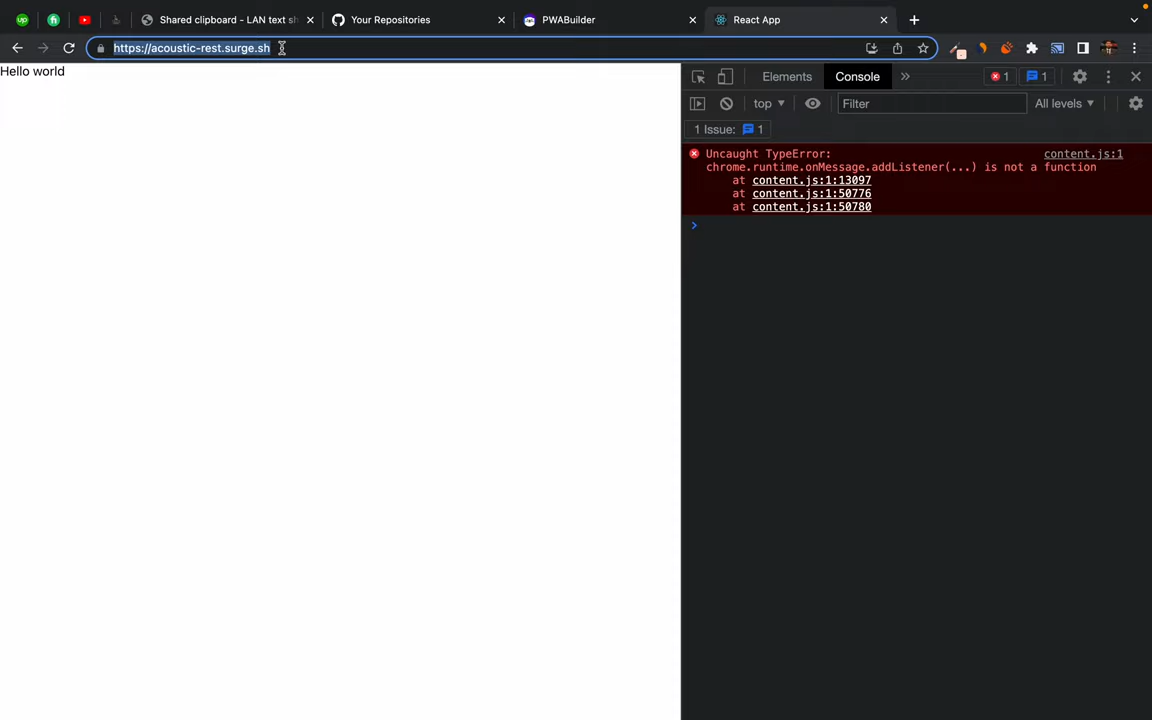 up
Shared clipboard - LAN text sh
Your Repositories
PWABuilder
React App
https://acoustic-rest.surge.sh
Hello world
Elements
Console
1
1
top
Filter
All levels
1 Issue:
1
Uncaught TypeError:
content.js:1
chrome.runtime.onMessage.addListener(...) is not a function
at content.js:1:13097
at content.js:1:50776
at content.js:1:50780